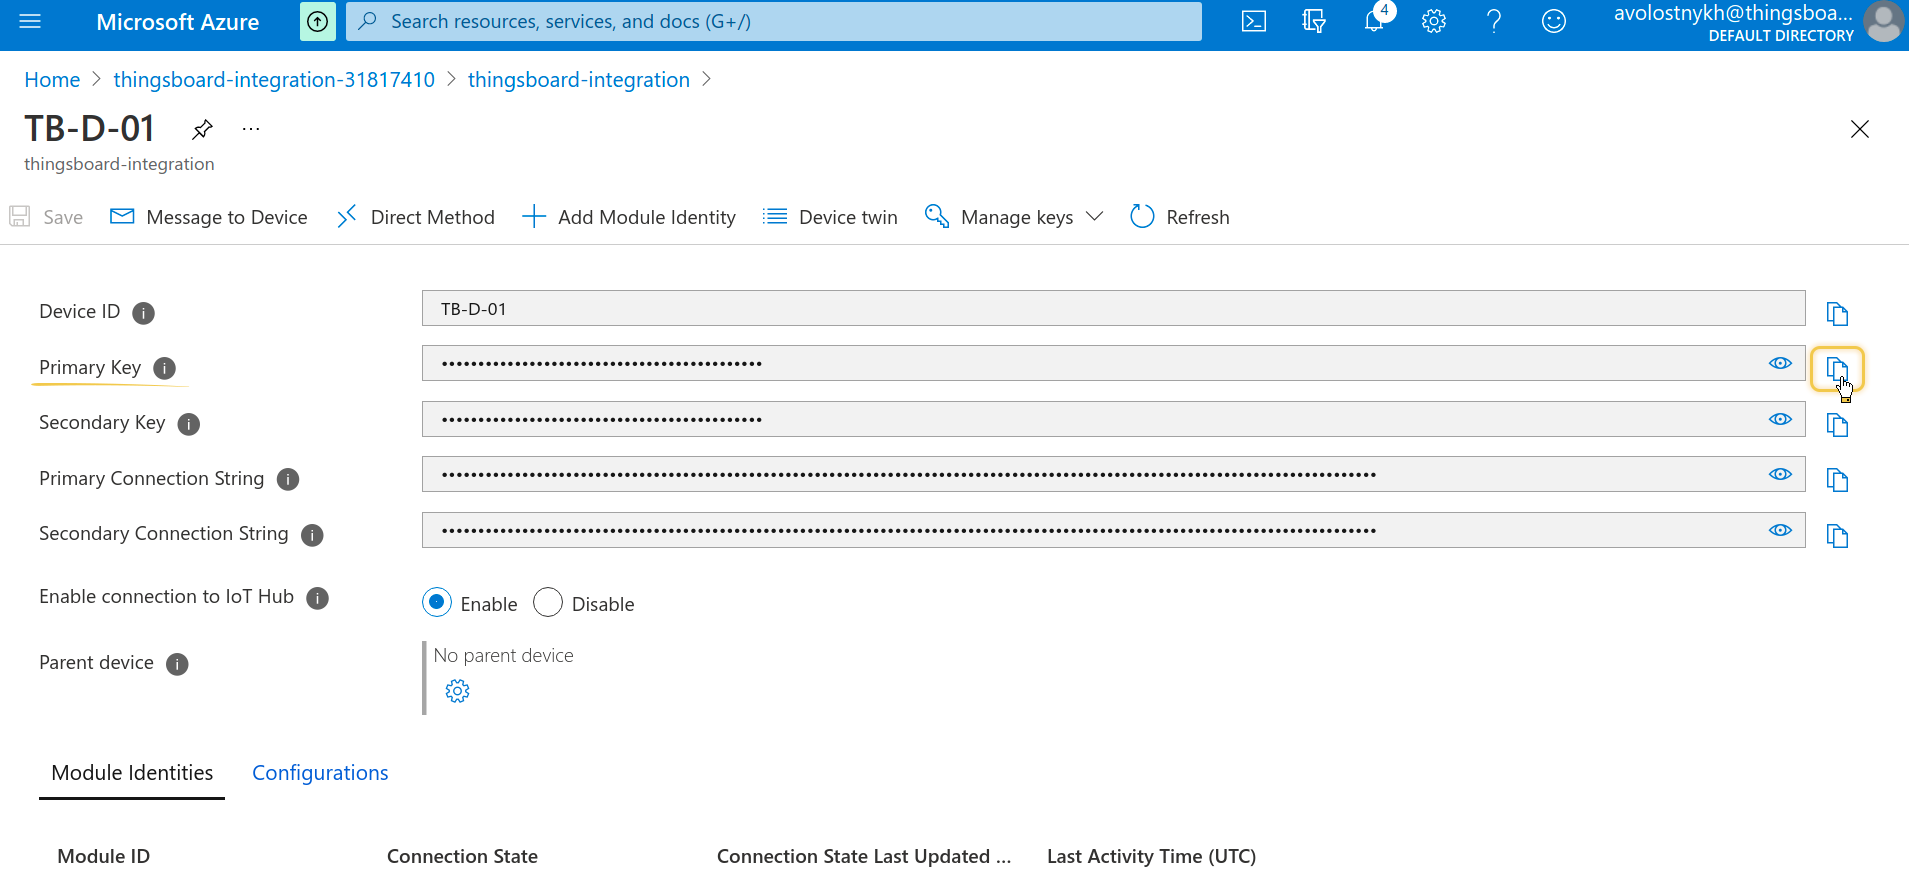 Microsoft Azure
Search resources, services, and docs (G+/)
4
avolostnykh@thingsboa...
DEFAULT DIRECTORY
Home > thingsboard-integration-31817410 > thingsboard-integration >
TB-D-01
...
thingsboard-integration
Save
Message to Device
Direct Method
Add Module Identity
Device twin
Manage keys
Refresh
Device ID
TB-D-01
Primary Key
Secondary Key
Primary Connection String
Secondary Connection String
Enable connection to IoT Hub
Enable
Disable
Parent device
No parent device
Module Identities
Configurations
Module ID
Connection State
Connection State Last Updated ...
Last Activity Time (UTC)